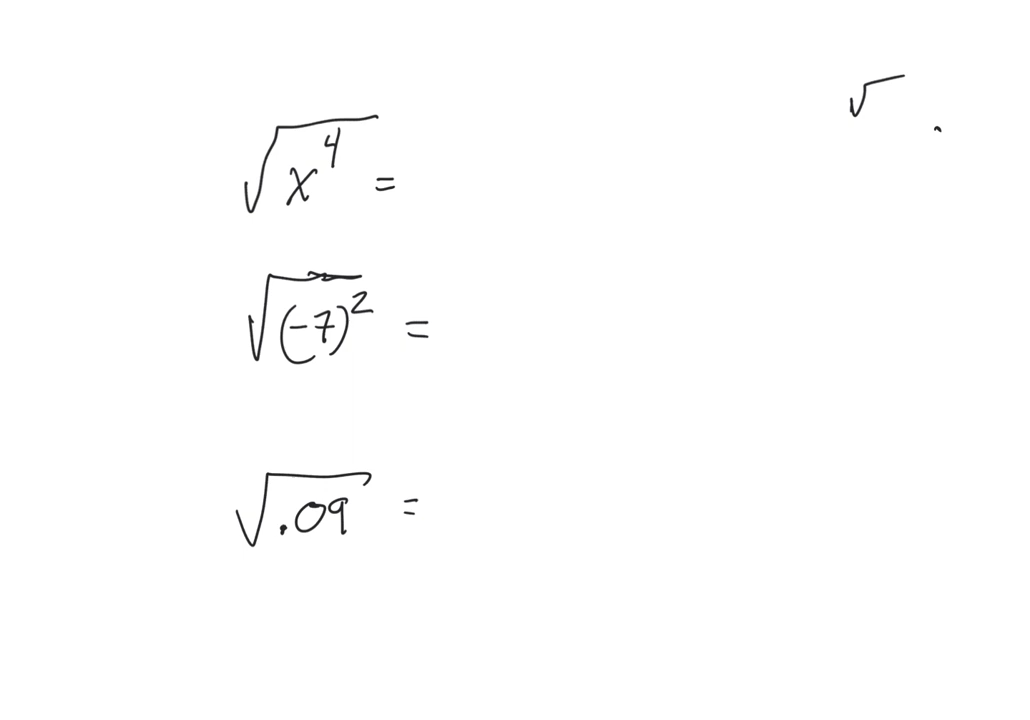 √
√x⁴ =
√(-7)² =
√.09 =